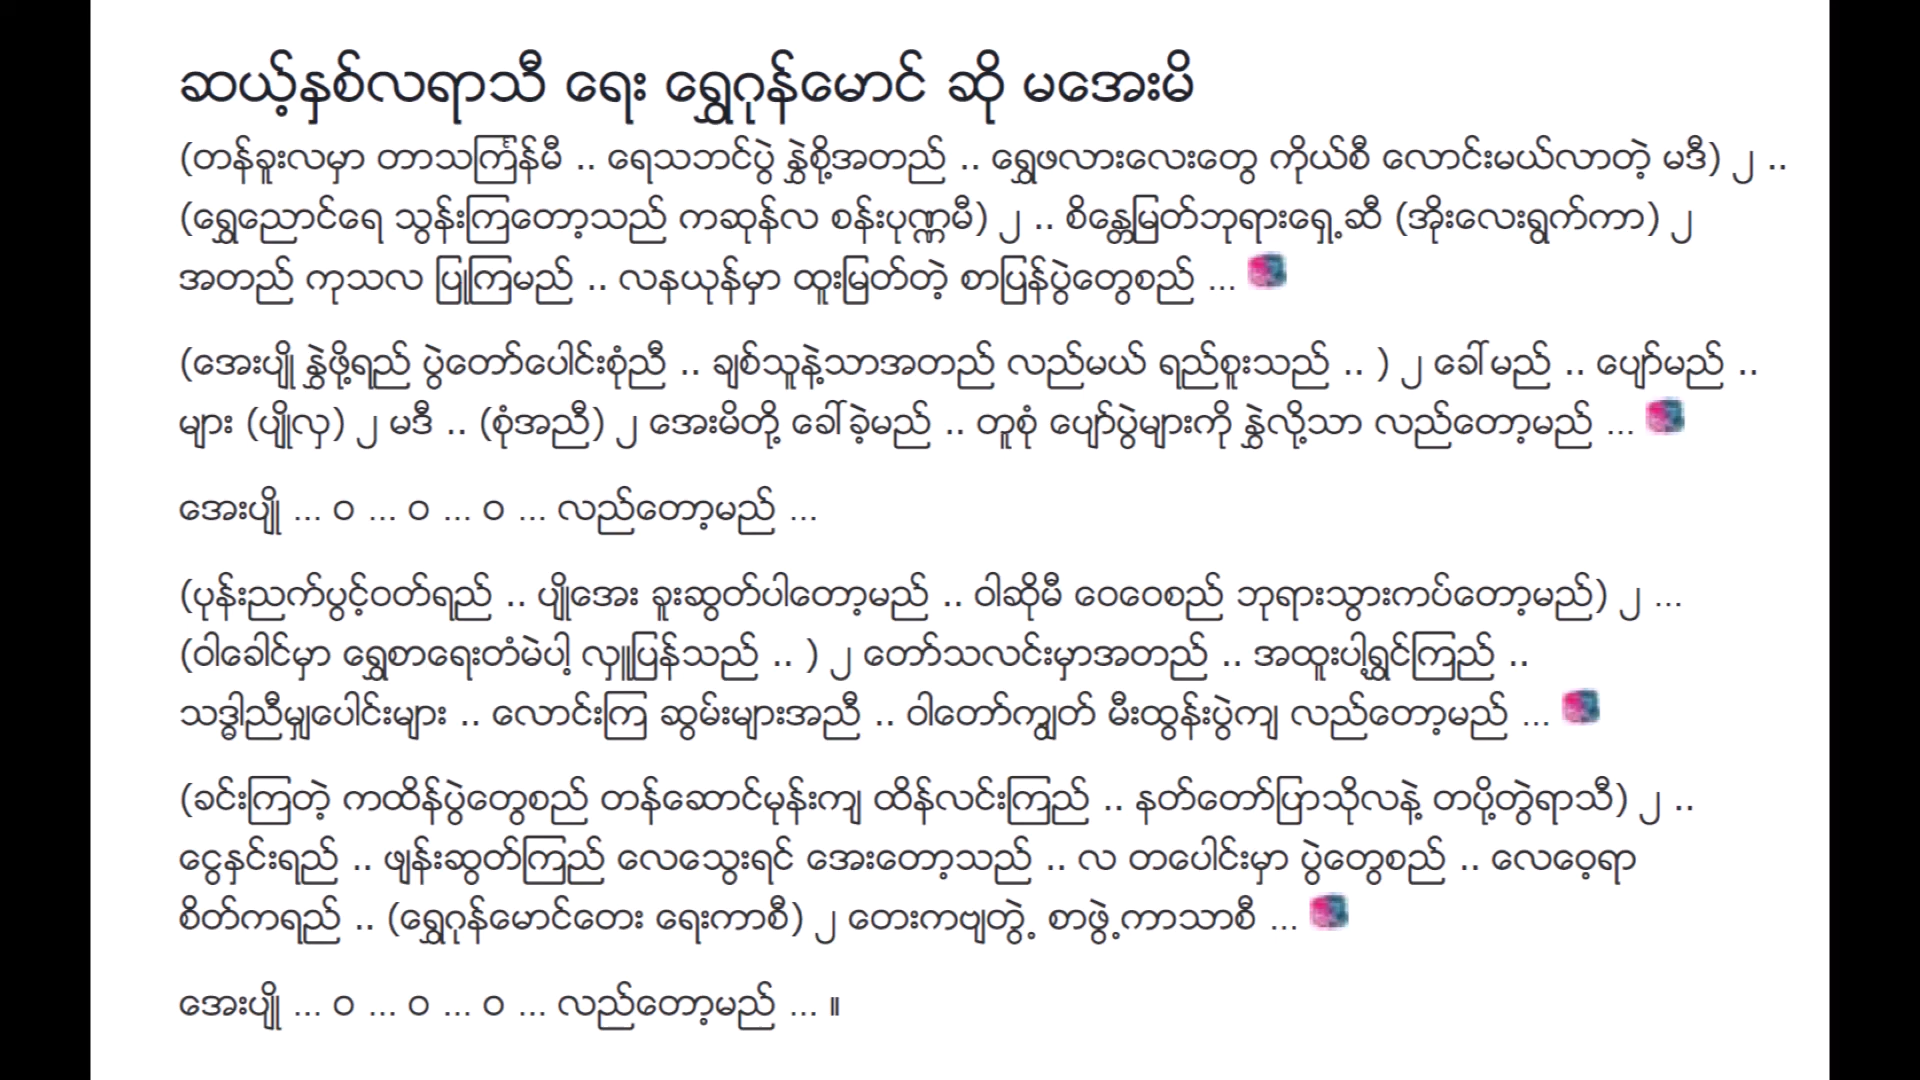 ဆယ့်နှစ်လရာသီ ရေး ရွှေဂုန်မောင် ဆို မအေးမိ
(တန်ခူးလမှာ တာသင်္ကြန်မီ .. ရေသဘင်ပွဲ နွှဲစို့အတည် .. ရွှေဖလားလေးတွေ ကိုယ်စီ လောင်းမယ်လာတဲ့ မဒီ) ၂ ..
(ရွှေညောင်ရေ သွန်းကြတော့သည် ကဆုန်လ စန်းပုဏ္ဏမီ) ၂ .. စိန္တေမြတ်ဘုရားရှေ့ဆီ (အိုးလေးရွက်ကာ) ၂
အတည် ကုသလ ပြုကြမည် .. လနယုန်မှာ ထူးမြတ်တဲ့ စာပြန်ပွဲတွေစည် ...
(အေးပျို နွှဲဖို့ရည် ပွဲတော်ပေါင်းစုံညီ .. ချစ်သူနဲ့သာအတည် လည်မယ် ရည်စူးသည် .. ) ၂ ခေါ်မည် .. ပျော်မည် ..
များ (ပျိုလှ) ၂ မဒီ .. (စုံအညီ) ၂ အေးမိတို့ ခေါ်ခဲ့မည် .. တူစုံ ပျော်ပွဲများကို နွှဲလို့သာ လည်တော့မည် ...
အေးပျို ... ဝ ... ဝ ... ဝ ... လည်တော့မည် ...
(ပုန်းညက်ပွင့်ဝတ်ရည် .. ပျိုအေး ခူးဆွတ်ပါတော့မည် .. ဝါဆိုမီ ဝေဝေစည် ဘုရားသွားကပ်တော့မည်) ၂ ...
(ဝါခေါင်မှာ ရွှေစာရေးတံမဲပါ့ လှူပြန်သည် .. ) ၂ တော်သလင်းမှာအတည် .. အထူးပါ့ရွှင်ကြည် ..
သဒ္ဓါညီမျှပေါင်းများ .. လောင်းကြ ဆွမ်းများအညီ .. ဝါတော်ကျွတ် မီးထွန်းပွဲကျ လည်တော့မည် ...
(ခင်းကြတဲ့ ကထိန်ပွဲတွေစည် တန်ဆောင်မုန်းကျ ထိန်လင်းကြည် .. နတ်တော်ပြာသိုလနဲ့ တပို့တွဲရာသီ) ၂ ..
ငွေနှင်းရည် .. ဖျန်းဆွတ်ကြည် လေသွေးရင် အေးတော့သည် .. လ တပေါင်းမှာ ပွဲတွေစည် .. လေဝှေ့ရာ
စိတ်ကရည် .. (ရွှေဂုန်မောင်တေး ရေးကာစီ) ၂ တေးကဗျတွဲ့ စာဖွဲ့ကာသာစီ ...
အေးပျို ... ဝ ... ဝ ... ဝ ... လည်တော့မည် ... ။